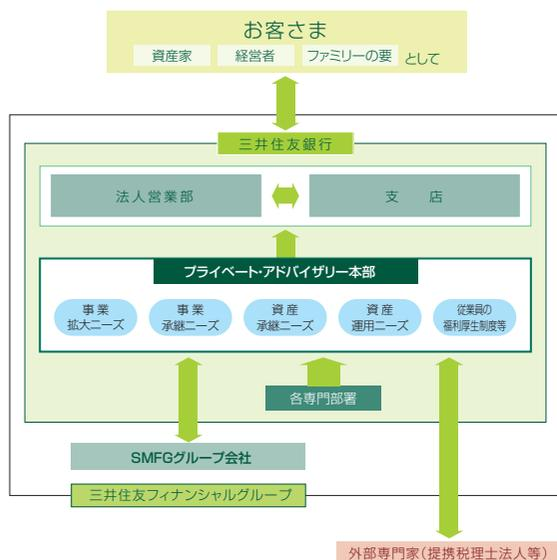 お客さま
資産家 経営者 ファミリーの要 として
三井住友銀行
法人営業部 支 店
プライベート・アドバイザリー本部
事業
拡大ニーズ
事業
承継ニーズ
資産
承継ニーズ
資産
運用ニーズ
従業員の
福利厚生制度等
各専門部署
SMFGグループ会社
三井住友フィナンシャルグループ
外部専門家(提携税理士法人等)